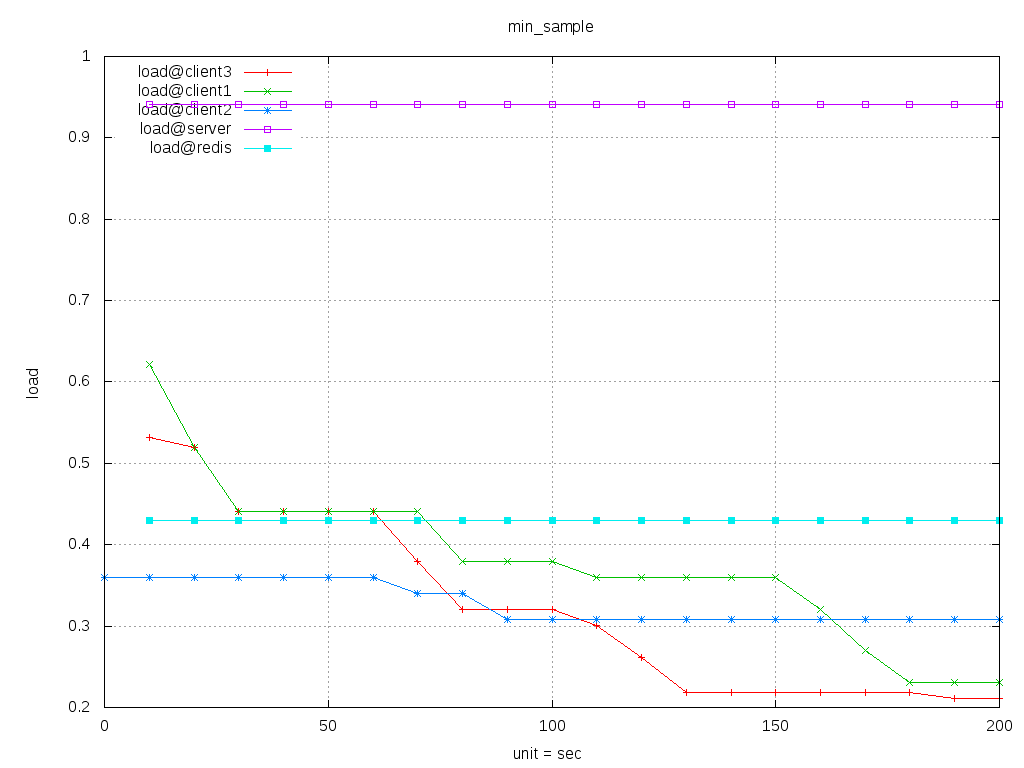 min_sample
load@client3
load@client1
load@client2
load@server
load@redis
1
0.9
0.8
0.7
0.6
0.5
0.4
0.3
0.2
load
0 50 100 150 200
unit = sec